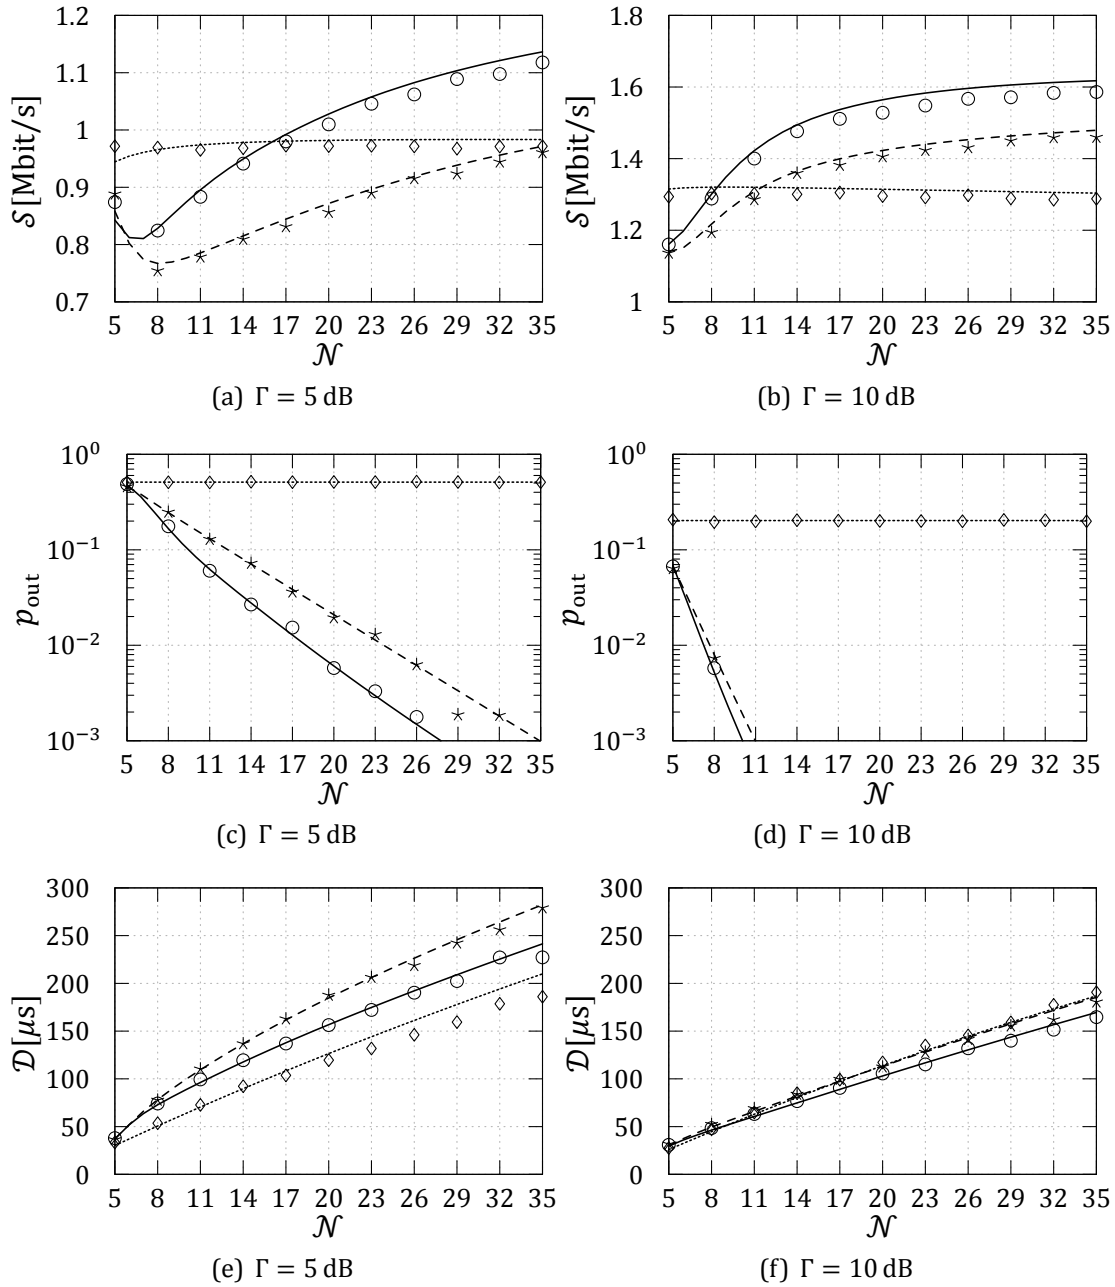 1.2
1.1
1
0.9
0.8
0.7
𝒮 [Mbit/s]
5 8 11 14 17 20 23 26 29 32 35
𝒩
(a) Γ = 5 dB
1.8
1.6
1.4
1.2
1
𝒮 [Mbit/s]
5 8 11 14 17 20 23 26 29 32 35
𝒩
(b) Γ = 10 dB
10⁰
10⁻¹
10⁻²
10⁻³
p_out
5 8 11 14 17 20 23 26 29 32 35
𝒩
(c) Γ = 5 dB
10⁰
10⁻¹
10⁻²
10⁻³
p_out
5 8 11 14 17 20 23 26 29 32 35
𝒩
(d) Γ = 10 dB
300
250
200
150
100
50
0
𝒟[μs]
5 8 11 14 17 20 23 26 29 32 35
𝒩
(e) Γ = 5 dB
300
250
200
150
100
50
0
𝒟[μs]
5 8 11 14 17 20 23 26 29 32 35
𝒩
(f) Γ = 10 dB